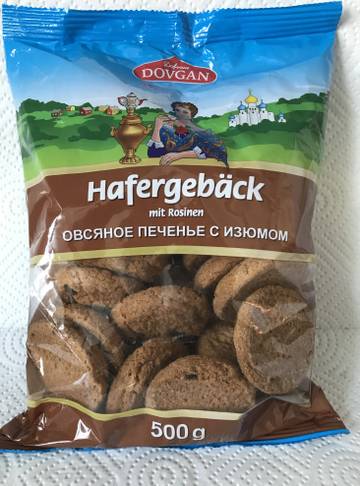 DOVGAN
Hafergebäck
mit Rosinen
ОВСЯНОЕ ПЕЧЕНЬЕ С ИЗЮМОМ
500 g